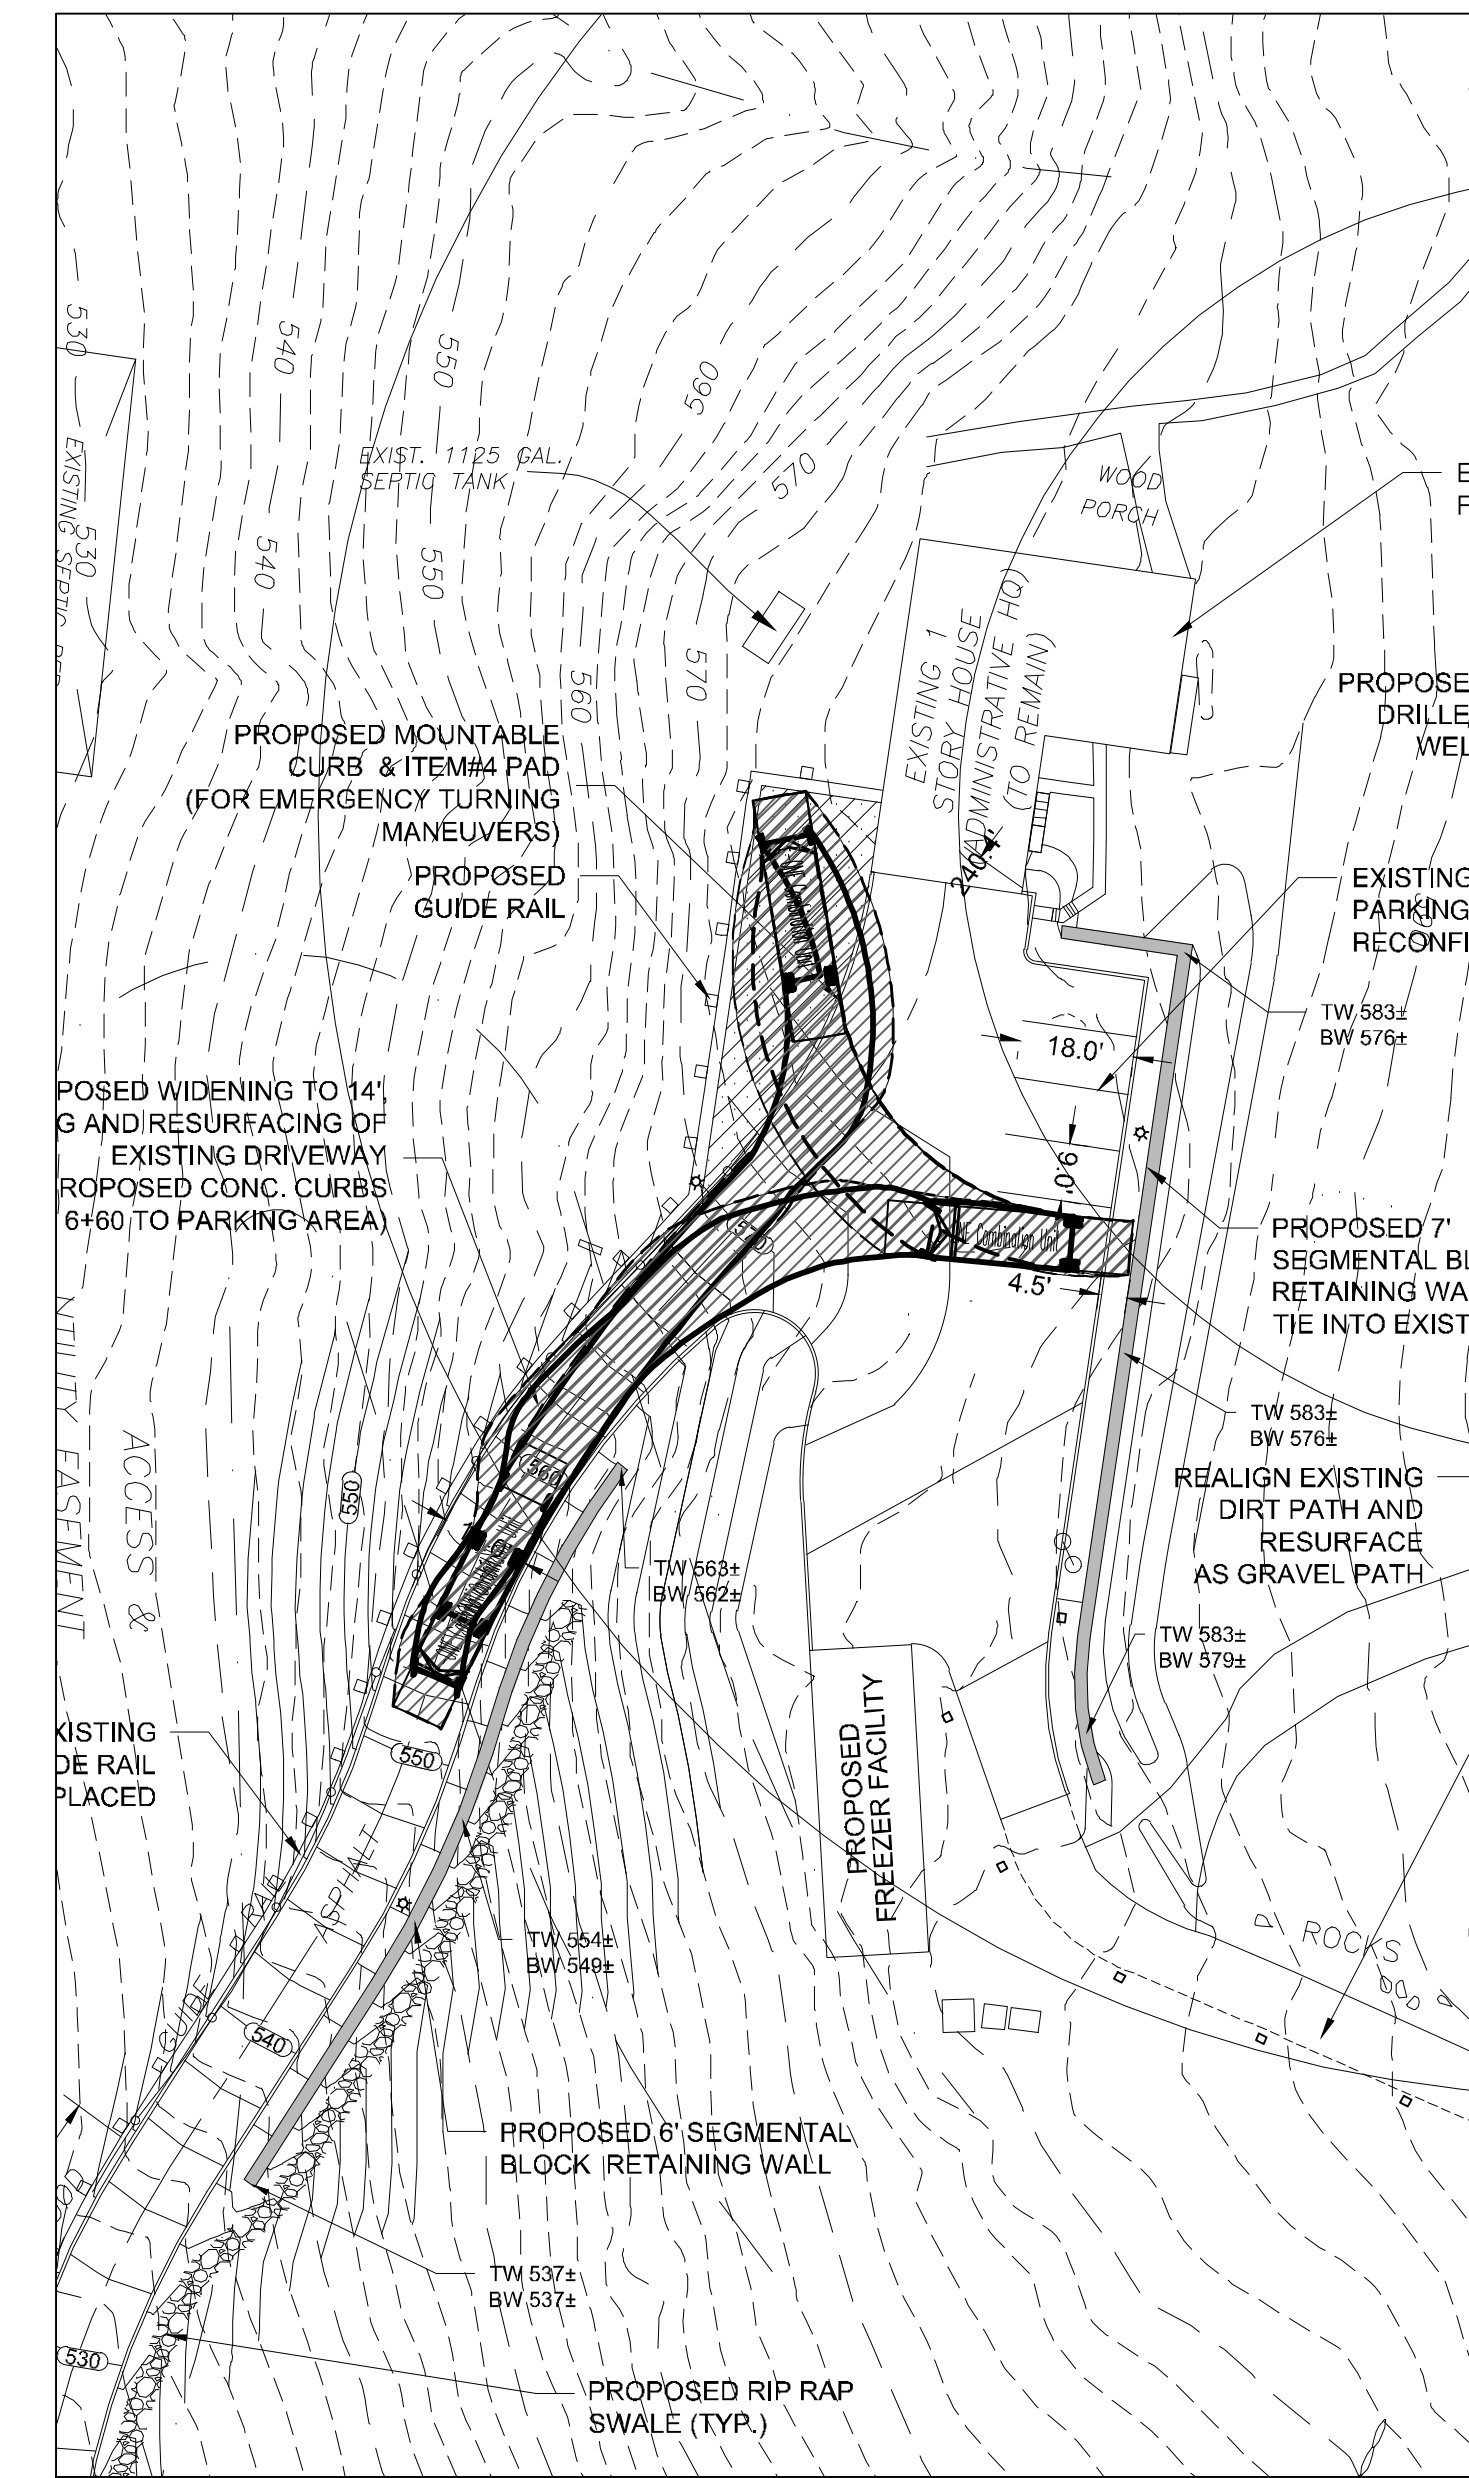 530
540
550
560
570
EXIST. 1125 GAL.
SEPTIC TANK
WOOD
PORCH
E
F
EXISTING SEPTIC
530
540
550
560
570
EXISTING 1
STORY HOUSE
(ADMINISTRATIVE HQ)
(TO REMAIN)
PROPOSE
DRILLE
WEL
PROPOSED MOUNTABLE
CURB & ITEM#4 PAD
(FOR EMERGENCY TURNING
MANEUVERS)
PROPOSED
GUIDE RAIL
240.4'
EXISTING
PARKING
RECONFI
TW 583±
BW 576±
18.0'
9.0'
POSED WIDENING TO 14',
G AND RESURFACING OF
EXISTING DRIVEWAY
ROPOSED CONC. CURBS
6+60 TO PARKING AREA)
Combination Unit
4.5'
PROPOSED 7'
SEGMENTAL BL
RETAINING WA
TIE INTO EXIST
TW 583±
BW 576±
ACCESS &
UTILITY EASEMENT
550
560
REALIGN EXISTING
DIRT PATH AND
RESURFACE
AS GRAVEL PATH
TW 563±
BW 562±
TW 583±
BW 579±
XISTING
DE RAIL
PLACED
550
PROPOSED
FREEZER FACILITY
ASPHALT
GUIDE RAIL
TW 554±
BW 549±
ROCKS
540
PROPOSED 6' SEGMENTAL
BLOCK RETAINING WALL
TW 537±
BW 537±
530
PROPOSED RIP RAP
SWALE (TYP.)